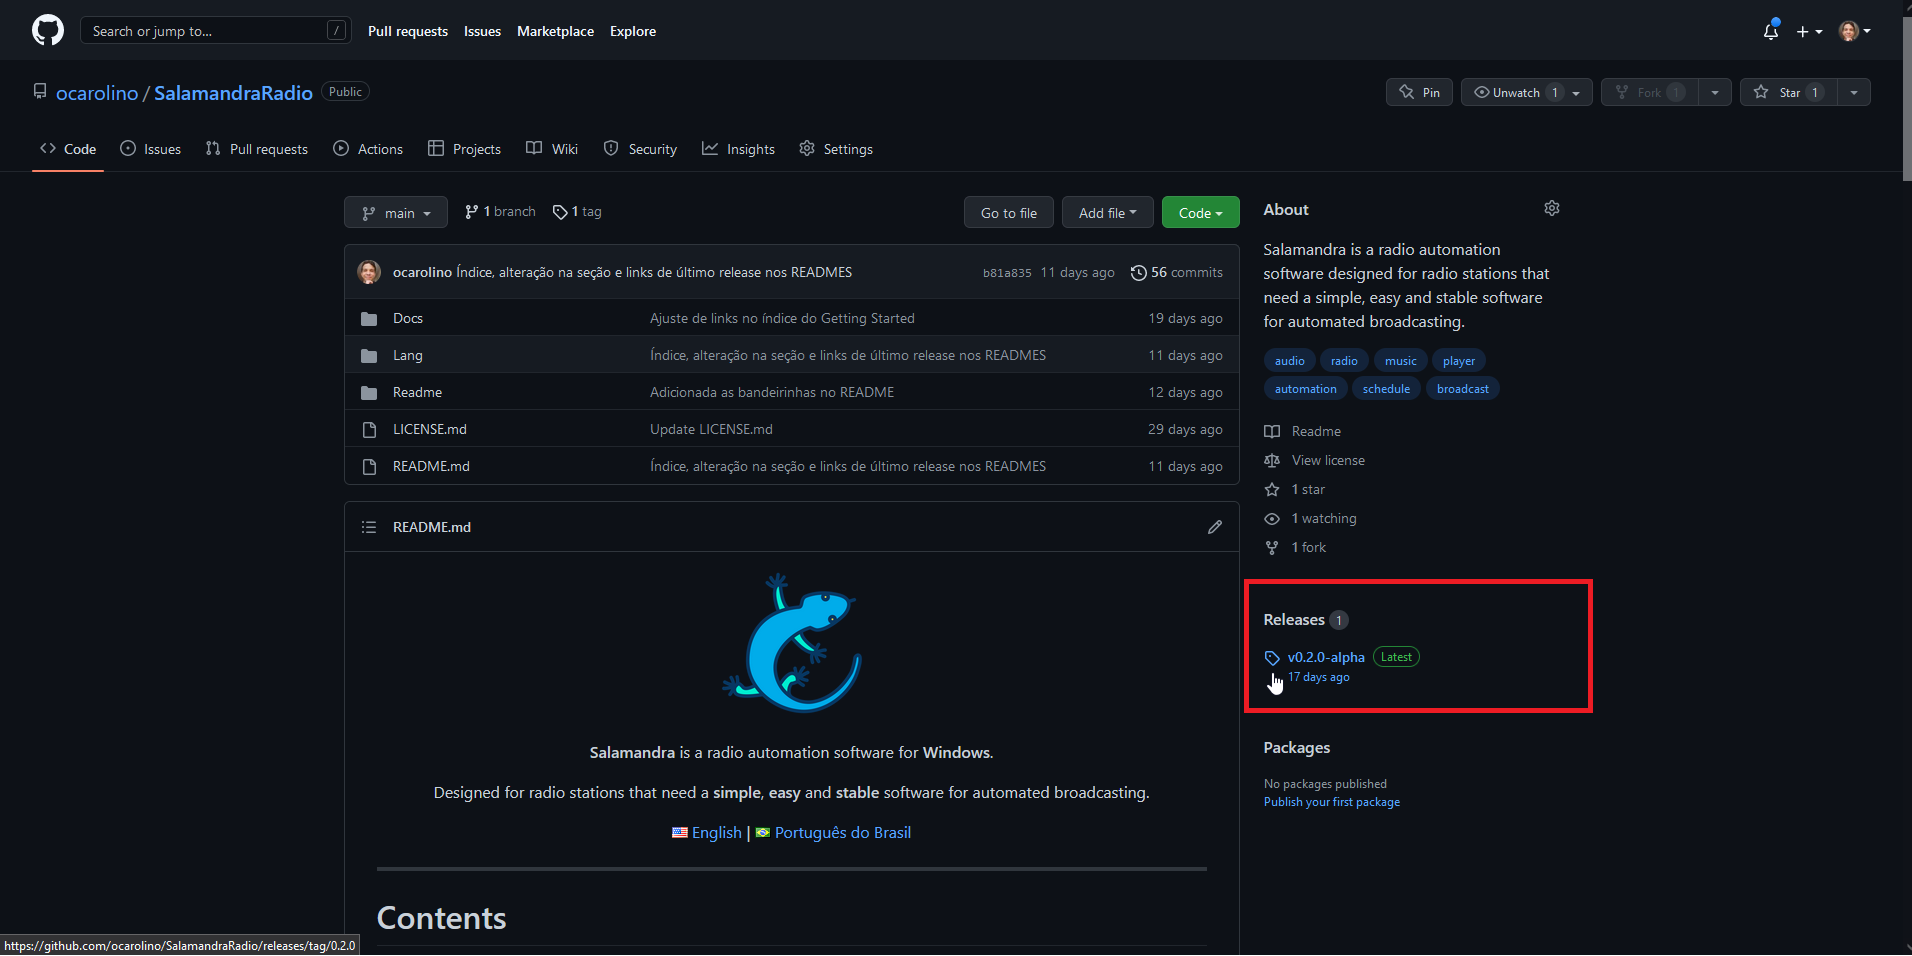 Search or jump to...
/
Pull requests
Issues
Marketplace
Explore
ocarolino / SalamandraRadio
Public
Pin
Unwatch 1
Fork 1
Star 1
Code
Issues
Pull requests
Actions
Projects
Wiki
Security
Insights
Settings
main
1 branch
1 tag
Go to file
Add file
Code
ocarolino Índice, alteração na seção e links de último release nos READMES
b81a835 11 days ago
56 commits
Docs
Ajuste de links no índice do Getting Started
19 days ago
Lang
Índice, alteração na seção e links de último release nos READMES
11 days ago
Readme
Adicionada as bandeirinhas no README
12 days ago
LICENSE.md
Update LICENSE.md
29 days ago
README.md
Índice, alteração na seção e links de último release nos READMES
11 days ago
README.md
Salamandra is a radio automation software for Windows.
Designed for radio stations that need a simple, easy and stable software for automated broadcasting.
English | Português do Brasil
Contents
About
Salamandra is a radio automation
software designed for radio stations that
need a simple, easy and stable software
for automated broadcasting.
audio radio music player
automation schedule broadcast
Readme
View license
1 star
1 watching
1 fork
Releases 1
v0.2.0-alpha Latest
17 days ago
Packages
No packages published
Publish your first package
https://github.com/ocarolino/SalamandraRadio/releases/tag/0.2.0